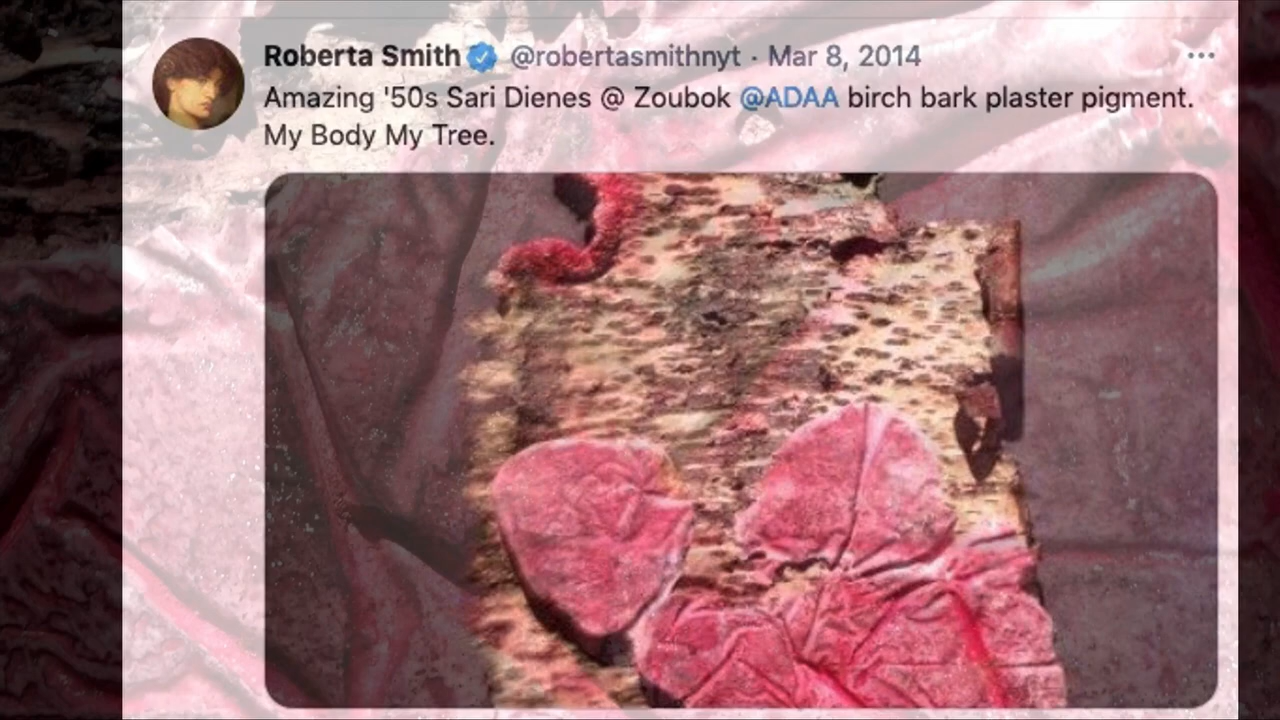 Roberta Smith @robertasmithnyt · Mar 8, 2014
Amazing '50s Sari Dienes @ Zoubok @ADAA birch bark plaster pigment.
My Body My Tree.